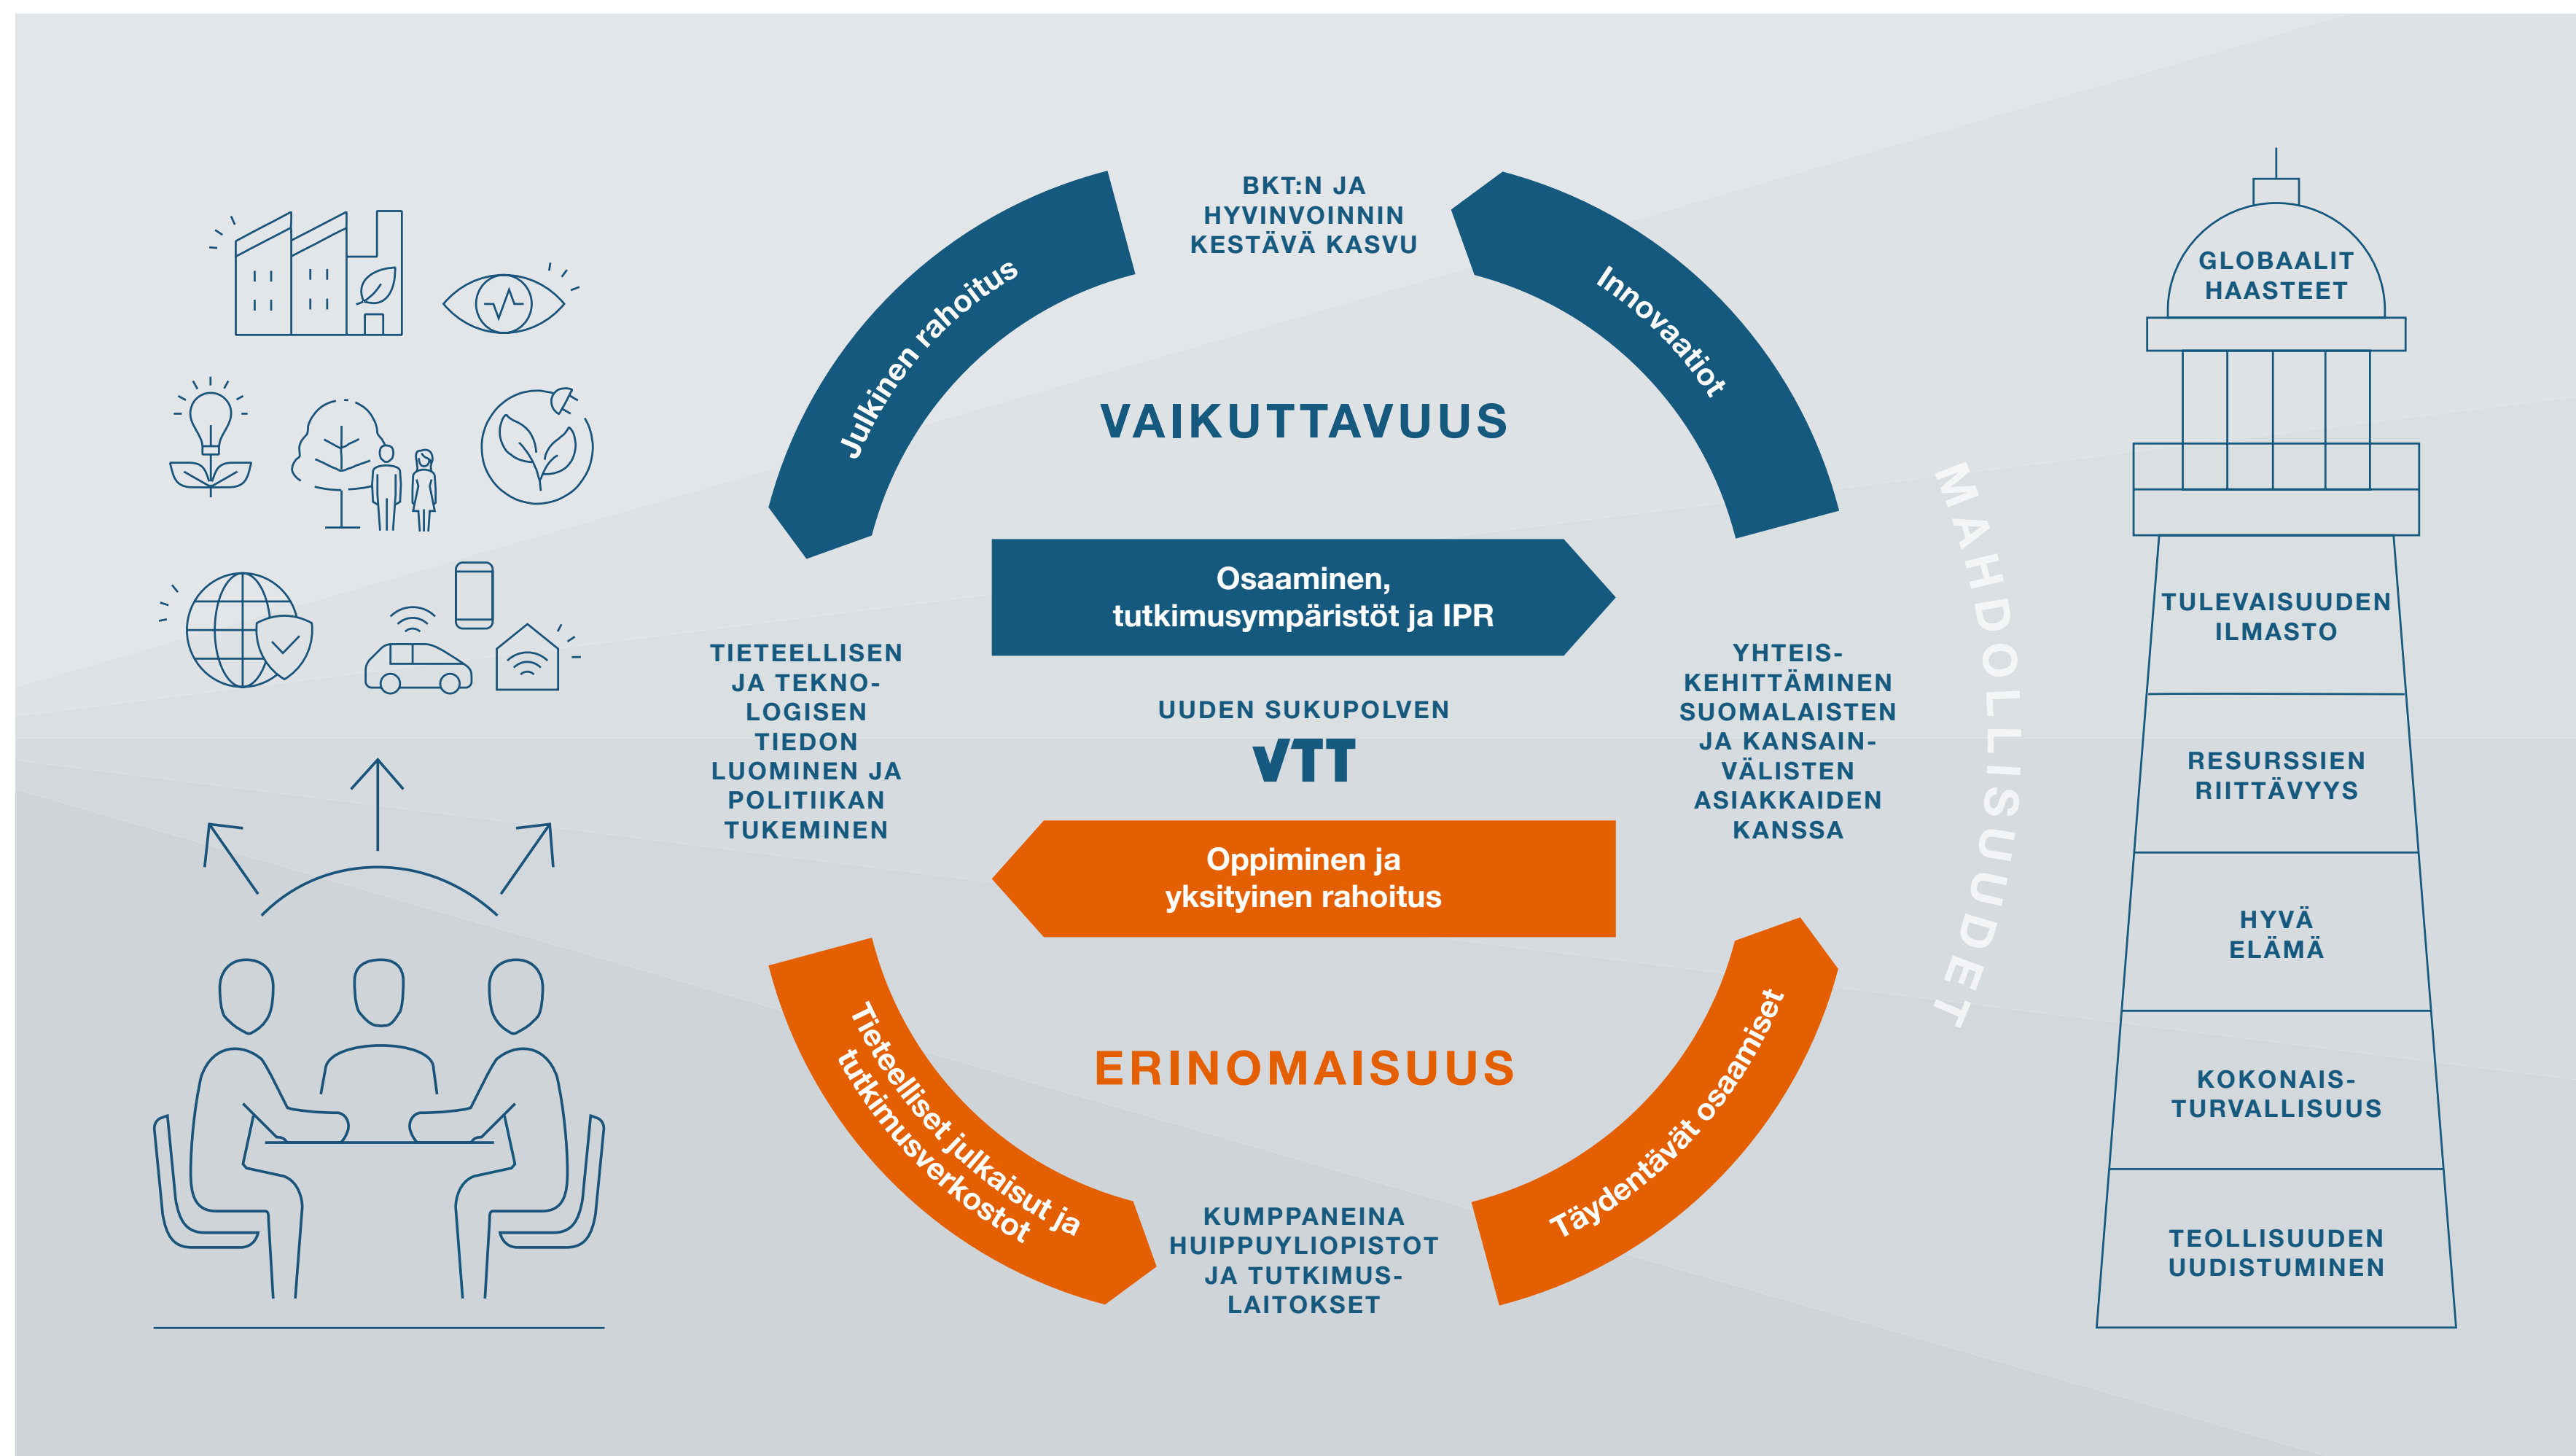 BKT:N JA
HYVINVOINNIN
KESTÄVÄ KASVU
Julkinen rahoitus
Innovaatiot
VAIKUTTAVUUS
Osaaminen,
tutkimusympäristöt ja IPR
TIETEELLISEN
JA TEKNO-
LOGISEN
TIEDON
LUOMINEN JA
POLITIIKAN
TUKEMINEN
UUDEN SUKUPOLVEN
VTT
YHTEIS-
KEHITTÄMINEN
SUOMALAISTEN
JA KANSAIN-
VÄLISTEN
ASIAKKAIDEN
KANSSA
Oppiminen ja
yksityinen rahoitus
ERINOMAISUUS
Tieteelliset julkaisut ja
tutkimusverkostot
Täydentävät osaamiset
KUMPPANEINA
HUIPPUYLIOPISTOT
JA TUTKIMUS-
LAITOKSET
MAHDOLLISUUDET
GLOBAALIT
HAASTEET
TULEVAISUUDEN
ILMASTO
RESURSSIEN
RIITTÄVYYS
HYVÄ
ELÄMÄ
KOKONAIS-
TURVALLISUUS
TEOLLISUUDEN
UUDISTUMINEN